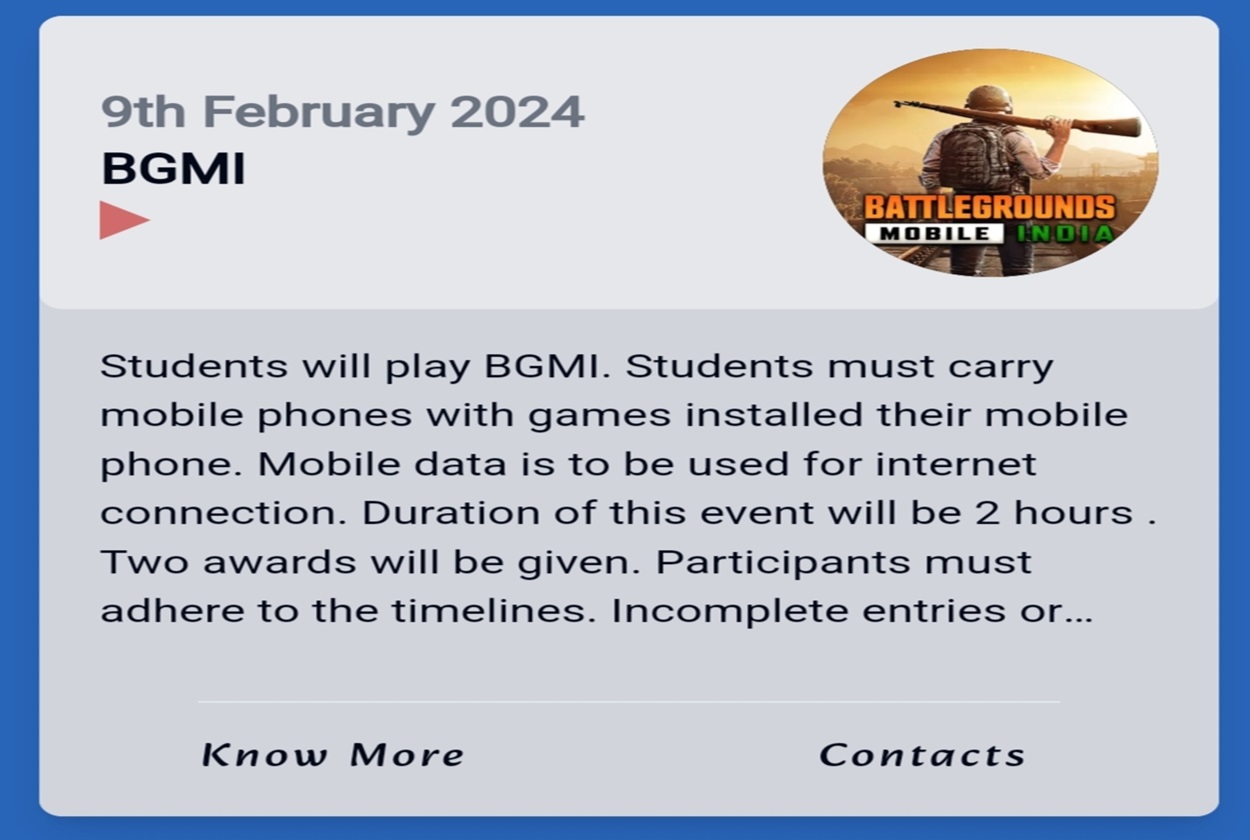 9th February 2024
BGMI
BATTLEGROUNDS
MOBILE INDIA
Students will play BGMI. Students must carry
mobile phones with games installed their mobile
phone. Mobile data is to be used for internet
connection. Duration of this event will be 2 hours .
Two awards will be given. Participants must
adhere to the timelines. Incomplete entries or...
Know More
Contacts